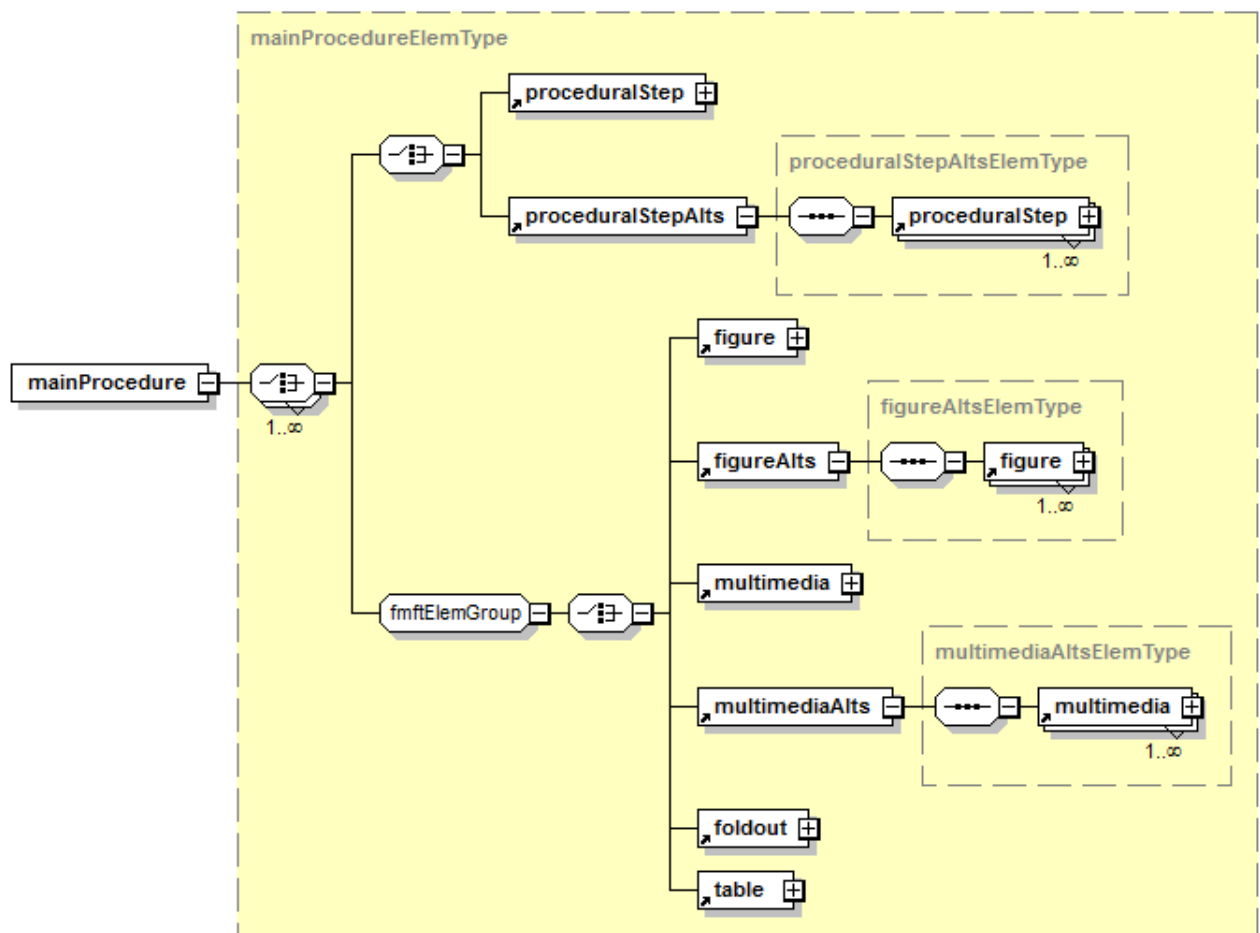 mainProcedureElemType
proceduralStep
proceduralStepAltsElemType
proceduralStepAlts
proceduralStep
1..∞
figure
mainProcedure
1..∞
figureAltsElemType
figureAlts
figure
1..∞
multimedia
fmftElemGroup
multimediaAltsElemType
multimediaAlts
multimedia
1..∞
foldout
table